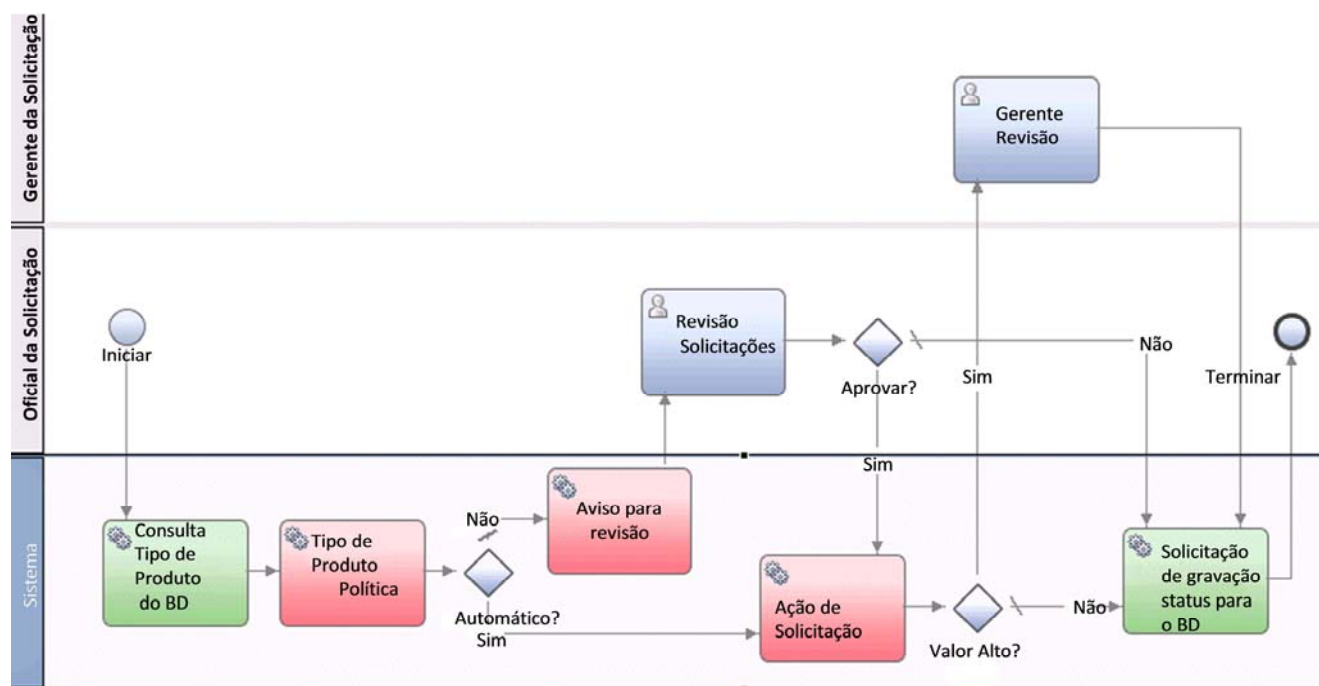 Gerente da Solicitação
Gerente
Revisão
Oficial da Solicitação
Iniciar
Revisão
Solicitações
Aprovar?
Sim
Não
Terminar
Sim
Sistema
Consulta
Tipo de
Produto
do BD
Tipo de
Produto
Política
Não
Automático?
Sim
Aviso para
revisão
Ação de
Solicitação
Valor Alto?
Não
Solicitação
de gravação
status para
o BD